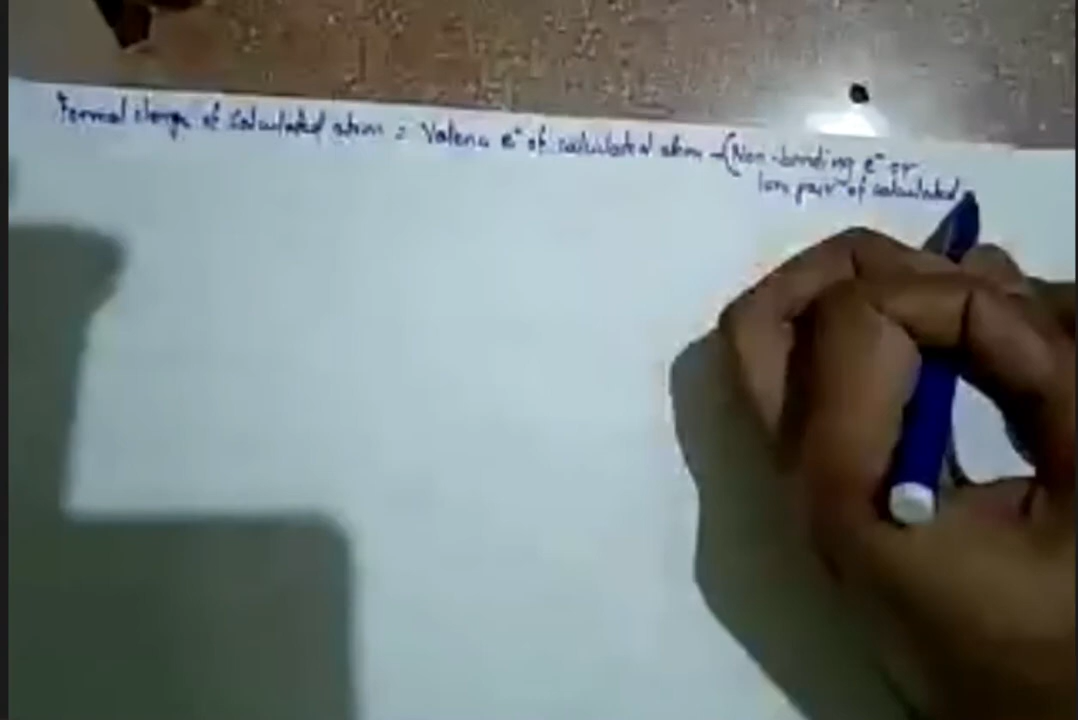 Formal charge of calculated atom = Valence e⁻ of calculated atom - (Non-bonding e⁻ or
lone pair of calculated